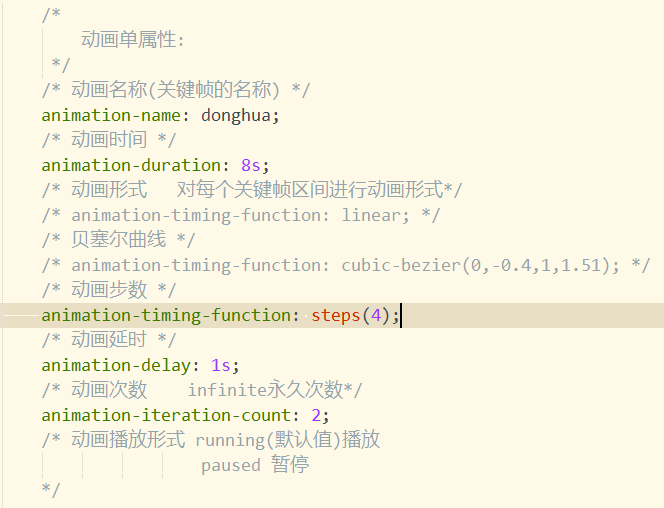 /*
动画单属性:
*/
/* 动画名称(关键帧的名称) */
animation-name: donghua;
/* 动画时间 */
animation-duration: 8s;
/* 动画形式   对每个关键帧区间进行动画形式*/
/* animation-timing-function: linear; */
/* 贝塞尔曲线 */
/* animation-timing-function: cubic-bezier(0,-0.4,1,1.51); */
/* 动画步数 */
animation-timing-function: steps(4);
/* 动画延时 */
animation-delay: 1s;
/* 动画次数    infinite永久次数*/
animation-iteration-count: 2;
/* 动画播放形式 running(默认值)播放
paused 暂停
*/